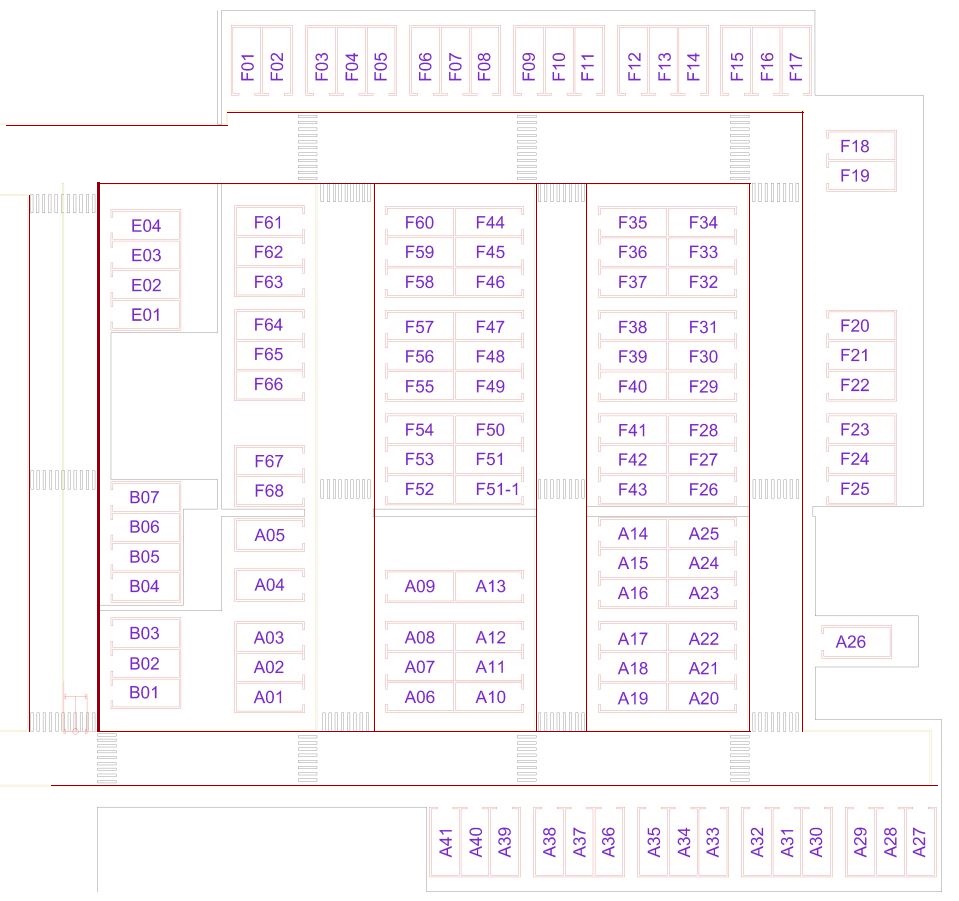 F01 F02 F03 F04 F05 F06 F07 F08 F09 F10 F11 F12 F13 F14 F15 F16 F17
F18
F19
E04 F61 F60 F44 F35 F34
E03 F62 F59 F45 F36 F33
E02 F63 F58 F46 F37 F32
E01
F64 F57 F47 F38 F31 F20
F65 F56 F48 F39 F30 F21
F66 F55 F49 F40 F29 F22
F54 F50 F41 F28 F23
F67 F53 F51 F42 F27 F24
B07 F68 F52 F51-1 F43 F26 F25
B06 A05 A14 A25
B05 A15 A24
B04 A04 A09 A13 A16 A23
B03 A03 A08 A12 A17 A22 A26
B02 A02 A07 A11 A18 A21
B01 A01 A06 A10 A19 A20
A41 A40 A39 A38 A37 A36 A35 A34 A33 A32 A31 A30 A29 A28 A27